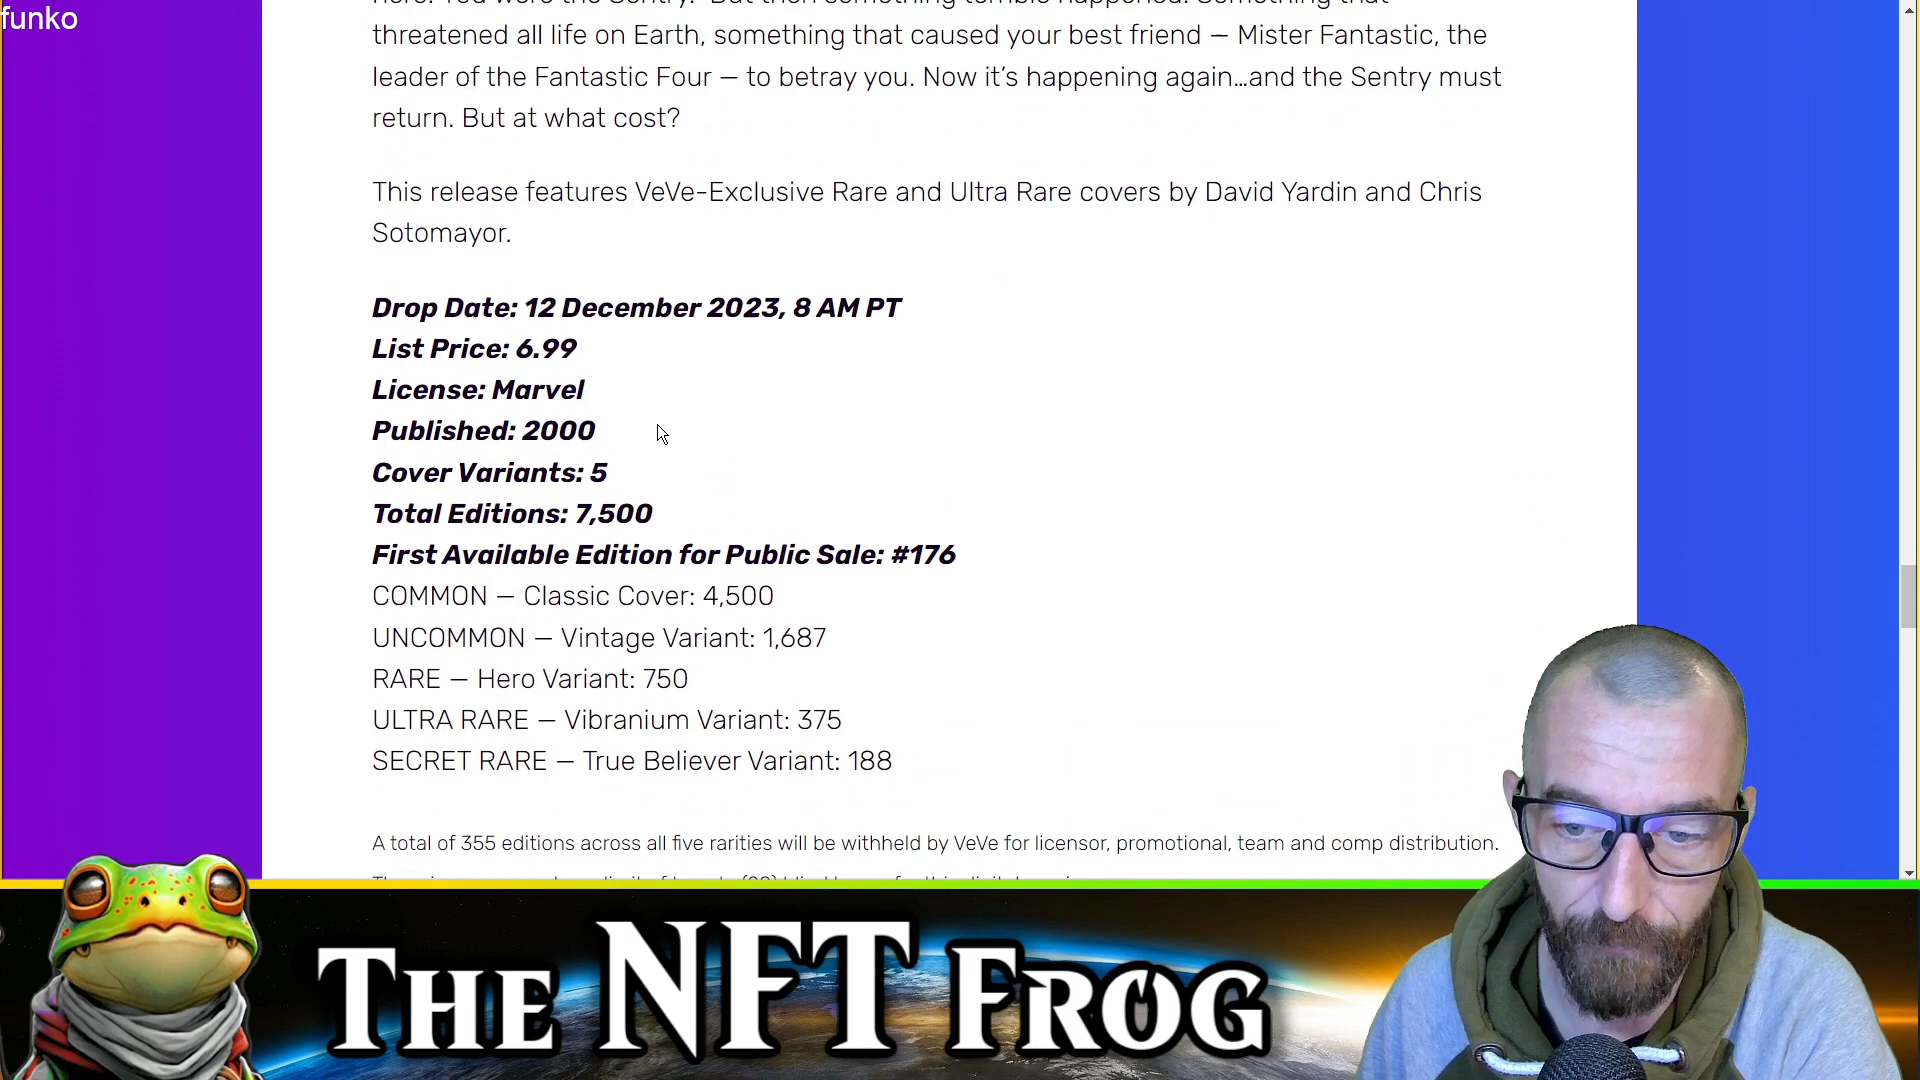 funko
threatened all life on Earth, something that caused your best friend — Mister Fantastic, the
leader of the Fantastic Four — to betray you. Now it's happening again…and the Sentry must
return. But at what cost?
This release features VeVe-Exclusive Rare and Ultra Rare covers by David Yardin and Chris
Sotomayor.
Drop Date: 12 December 2023, 8 AM PT
List Price: 6.99
License: Marvel
Published: 2000
Cover Variants: 5
Total Editions: 7,500
First Available Edition for Public Sale: #176
COMMON — Classic Cover: 4,500
UNCOMMON — Vintage Variant: 1,687
RARE — Hero Variant: 750
ULTRA RARE — Vibranium Variant: 375
SECRET RARE — True Believer Variant: 188
A total of 355 editions across all five rarities will be withheld by VeVe for licensor, promotional, team and comp distribution.
THE NFT FROG